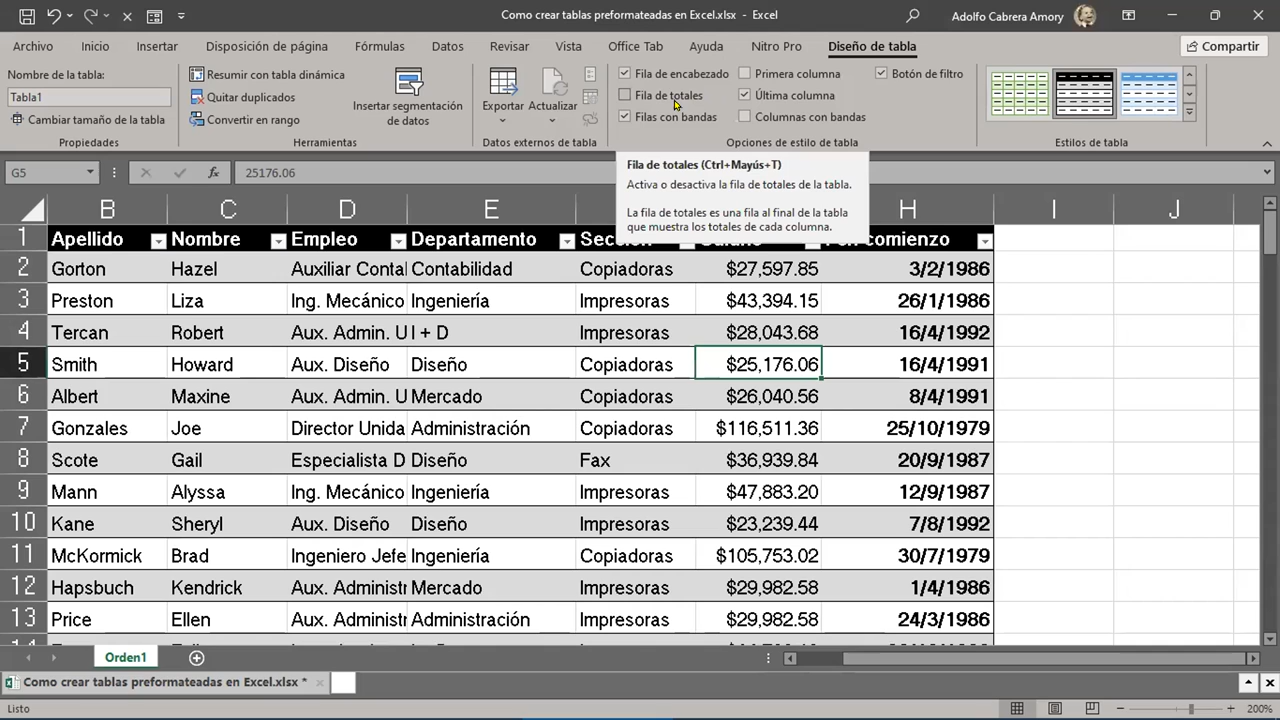 Como crear tablas preformateadas en Excel.xlsx - Excel
Adolfo Cabrera Amory
Archivo Inicio Insertar Disposición de página Fórmulas Datos Revisar Vista Office Tab Ayuda Nitro Pro Diseño de tabla Compartir
Nombre de la tabla:
Tabla1
Cambiar tamaño de la tabla
Propiedades
Resumir con tabla dinámica
Quitar duplicados
Convertir en rango
Insertar segmentación
de datos
Herramientas
Exportar Actualizar
Datos externos de tabla
Fila de encabezado Primera columna Botón de filtro
Fila de totales Última columna
Filas con bandas Columnas con bandas
Opciones de estilo de tabla
Estilos de tabla
G5 fx 25176.06
Fila de totales (Ctrl+Mayús+T)
Activa o desactiva la fila de totales de la tabla.
La fila de totales es una fila al final de la tabla
que muestra los totales de cada columna.
B C D E H I J
1 Apellido Nombre Empleo Departamento comienzo
2 Gorton Hazel Auxiliar Conta Contabilidad Copiadoras $27,597.85 3/2/1986
3 Preston Liza Ing. Mecánico Ingeniería Impresoras $43,394.15 26/1/1986
4 Tercan Robert Aux. Admin. U I + D Impresoras $28,043.68 16/4/1992
5 Smith Howard Aux. Diseño Diseño Copiadoras $25,176.06 16/4/1991
6 Albert Maxine Aux. Admin. U Mercado Copiadoras $26,040.56 8/4/1991
7 Gonzales Joe Director Unida Administración Copiadoras $116,511.36 25/10/1979
8 Scote Gail Especialista D Diseño Fax $36,939.84 20/9/1987
9 Mann Alyssa Ing. Mecánico Ingeniería Impresoras $47,883.20 12/9/1987
10 Kane Sheryl Aux. Diseño Diseño Impresoras $23,239.44 7/8/1992
11 McKormick Brad Ingeniero Jefe Ingeniería Copiadoras $105,753.02 30/7/1979
12 Hapsbuch Kendrick Aux. Administr Mercado Impresoras $29,982.58 1/4/1986
13 Price Ellen Aux. Administr Administración Impresoras $29,982.58 24/3/1986
Orden1
Como crear tablas preformateadas en Excel.xlsx *
Listo
200%